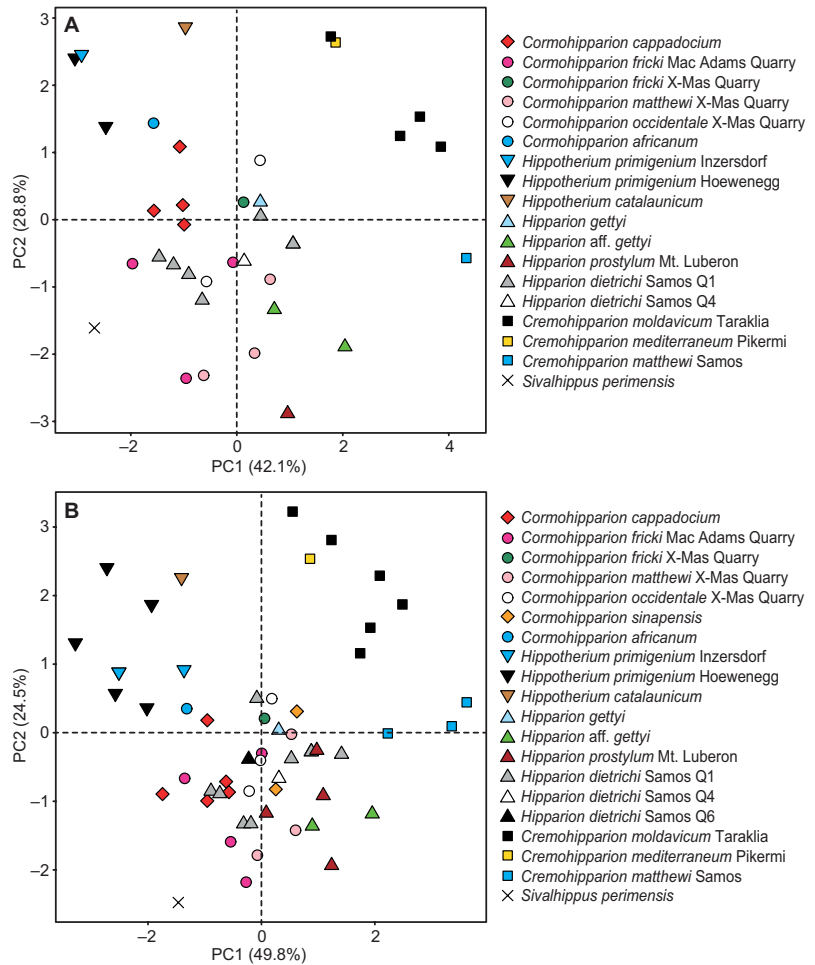 A
3
2
1
0
–1
–2
–3
PC2 (28.8%)
–2
0
2
4
PC1 (42.1%)
Cormohipparion cappadocium
Cormohipparion fricki Mac Adams Quarry
Cormohipparion fricki X-Mas Quarry
Cormohipparion matthewi X-Mas Quarry
Cormohipparion occidentale X-Mas Quarry
Cormohipparion africanum
Hippotherium primigenium Inzersdorf
Hippotherium primigenium Hoewenegg
Hippotherium catalaunicum
Hipparion gettyi
Hipparion aff. gettyi
Hipparion prostylum Mt. Luberon
Hipparion dietrichi Samos Q1
Hipparion dietrichi Samos Q4
Cremohipparion moldavicum Taraklia
Cremohipparion mediterraneum Pikermi
Cremohipparion matthewi Samos
Sivalhippus perimensis
B
3
2
1
0
–1
–2
PC2 (24.5%)
–2
0
2
PC1 (49.8%)
Cormohipparion cappadocium
Cormohipparion fricki Mac Adams Quarry
Cormohipparion fricki X-Mas Quarry
Cormohipparion matthewi X-Mas Quarry
Cormohipparion occidentale X-Mas Quarry
Cormohipparion sinapensis
Cormohipparion africanum
Hippotherium primigenium Inzersdorf
Hippotherium primigenium Hoewenegg
Hippotherium catalaunicum
Hipparion gettyi
Hipparion aff. gettyi
Hipparion prostylum Mt. Luberon
Hipparion dietrichi Samos Q1
Hipparion dietrichi Samos Q4
Hipparion dietrichi Samos Q6
Cremohipparion moldavicum Taraklia
Cremohipparion mediterraneum Pikermi
Cremohipparion matthewi Samos
Sivalhippus perimensis